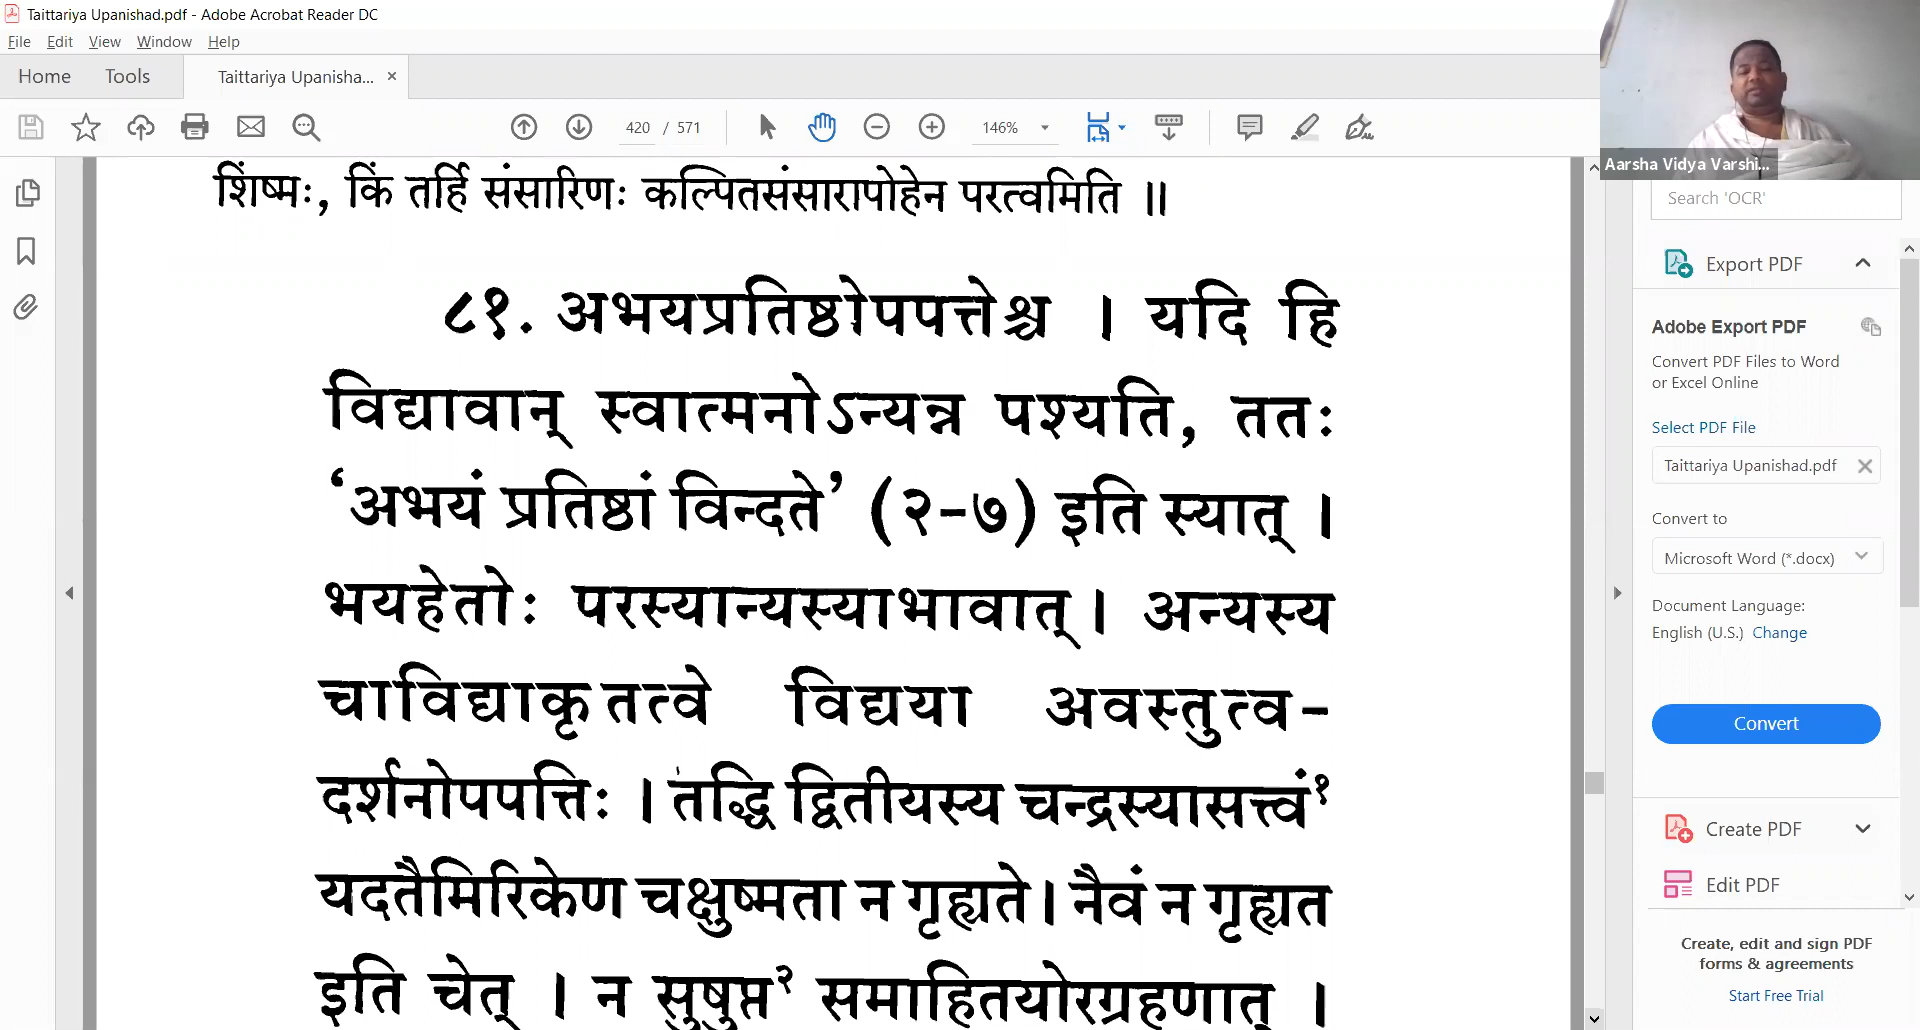 Taittariya Upanishad.pdf - Adobe Acrobat Reader DC
File Edit View Window Help
Home Tools Taittariya Upanisha... ×
420 / 571 146%
Aarsha Vidya Varshi...
शिंष्मः, किं तर्हि संसारिणः कल्पितसंसारापोहेन परत्वमिति ॥
८१. अभयप्रतिष्ठोपपत्तेश्च । यदि हि
विद्यावान् स्वात्मनोऽन्यन्न पश्यति, ततः
‘अभयं प्रतिष्ठां विन्दते’ (२-७) इति स्यात् ।
भयहेतोः परस्यान्यस्याभावात् । अन्यस्य
चाविद्याकृतत्वे विद्यया अवस्तुत्व-
दर्शनोपपत्तिः । तद्धि द्वितीयस्य चन्द्रस्यासत्त्वं१
यदतैमिरिकेण चक्षुष्मता न गृह्यते । नैवं न गृह्यत
इति चेत् । न सुषुप्त२ समाहितयोरग्रहणात् ।
Search 'OCR'
Export PDF
Adobe Export PDF
Convert PDF Files to Word
or Excel Online
Select PDF File
Taittariya Upanishad.pdf
Convert to
Microsoft Word (*.docx)
Document Language:
English (U.S.) Change
Convert
Create PDF
Edit PDF
Create, edit and sign PDF
forms & agreements
Start Free Trial